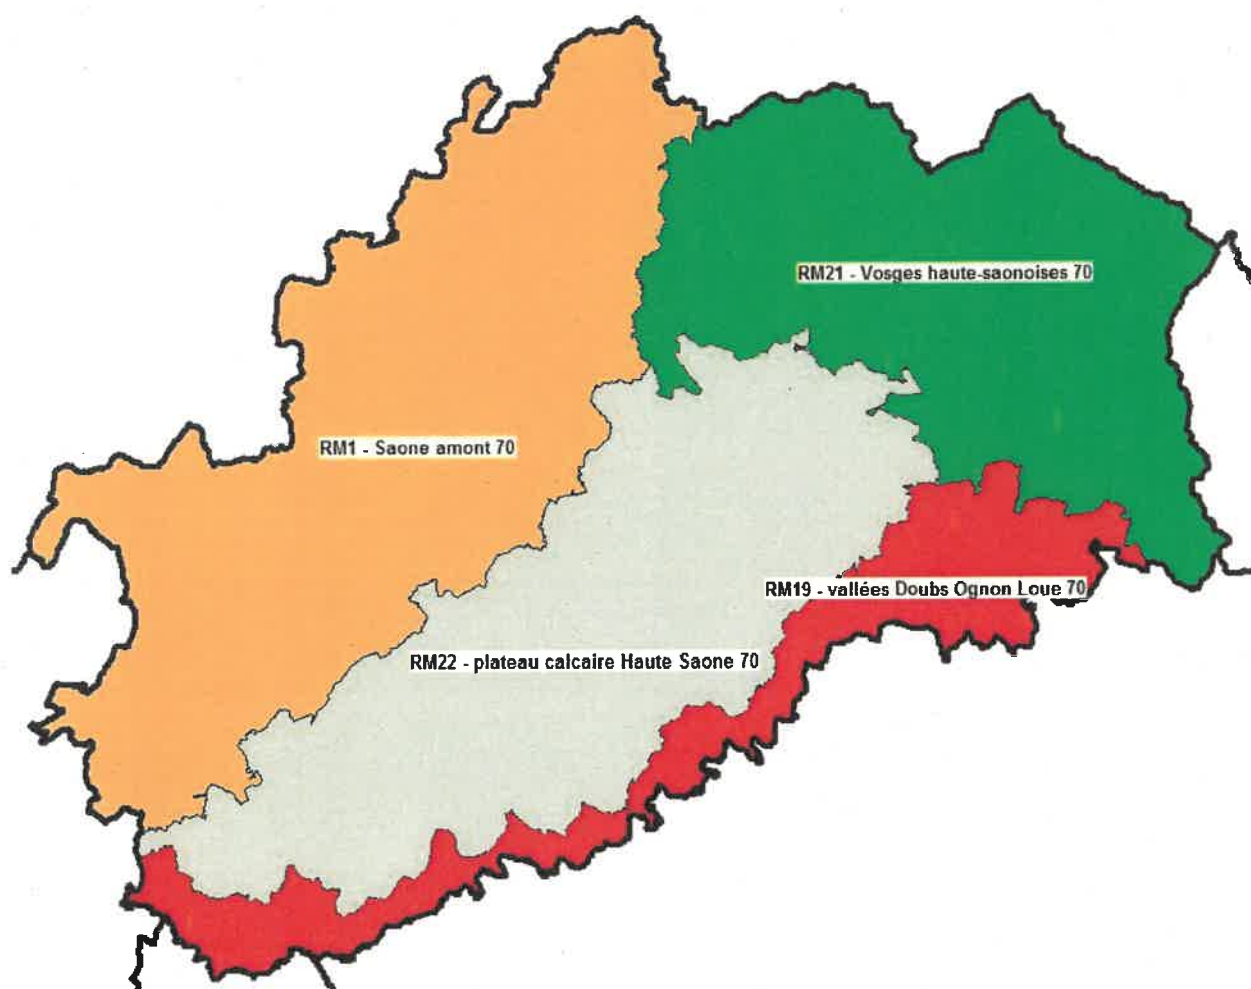 RM21 - Vosges haute-saonoises 70
RM1 - Saone amont 70
RM19 - vallées Doubs Ognon Loue 70
RM22 - plateau calcaire Haute Saone 70